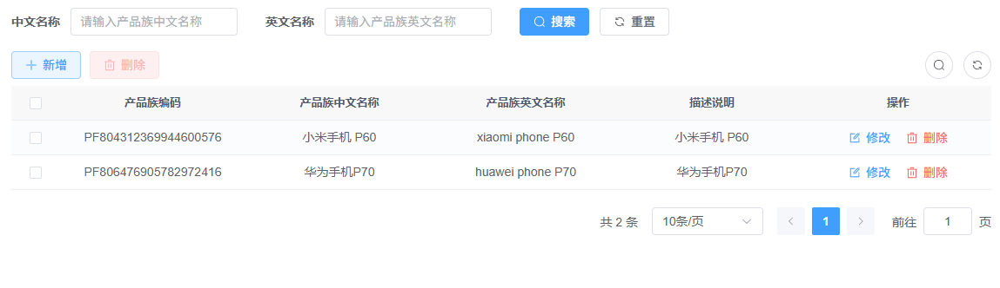 中文名称 请输入产品族中文名称 英文名称 请输入产品族英文名称 搜索 重置
新增 删除
产品族编码 产品族中文名称 产品族英文名称 描述说明 操作
PF804312369944600576 小米手机 P60 xiaomi phone P60 小米手机 P60 修改 删除
PF806476905782972416 华为手机P70 huawei phone P70 华为手机P70 修改 删除
共 2 条 10条/页 1 前往 1 页